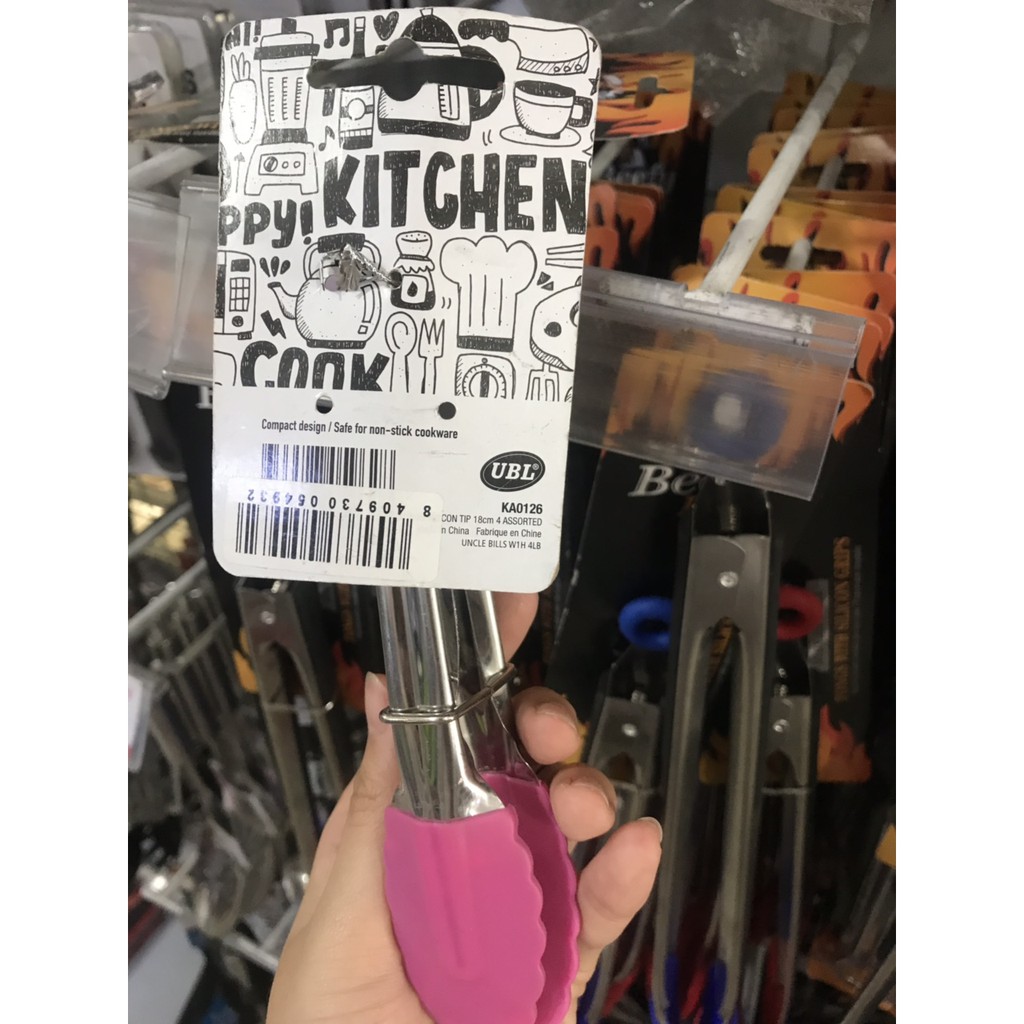 KITCHEN
PPY!
COOK
Compact design / Safe for non-stick cookware
UBL®
KA0126
CON TIP 18cm 4 ASSORTED
n China Fabrique en Chine
UNCLE BILLS W1H 4LB
8 409730 054932
Be